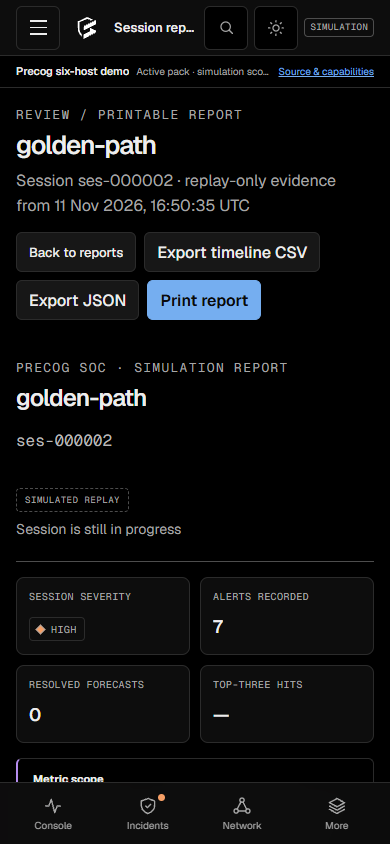 Session rep...
SIMULATION
Precog six-host demo Active pack · simulation sco... Source & capabilities
REVIEW / PRINTABLE REPORT
golden-path
Session ses-000002 · replay-only evidence
from 11 Nov 2026, 16:50:35 UTC
Back to reports Export timeline CSV
Export JSON Print report
PRECOG SOC · SIMULATION REPORT
golden-path
ses-000002
SIMULATED REPLAY
Session is still in progress
SESSION SEVERITY
HIGH
ALERTS RECORDED
7
RESOLVED FORECASTS
0
TOP-THREE HITS
—
Metric scope
Console Incidents Network More